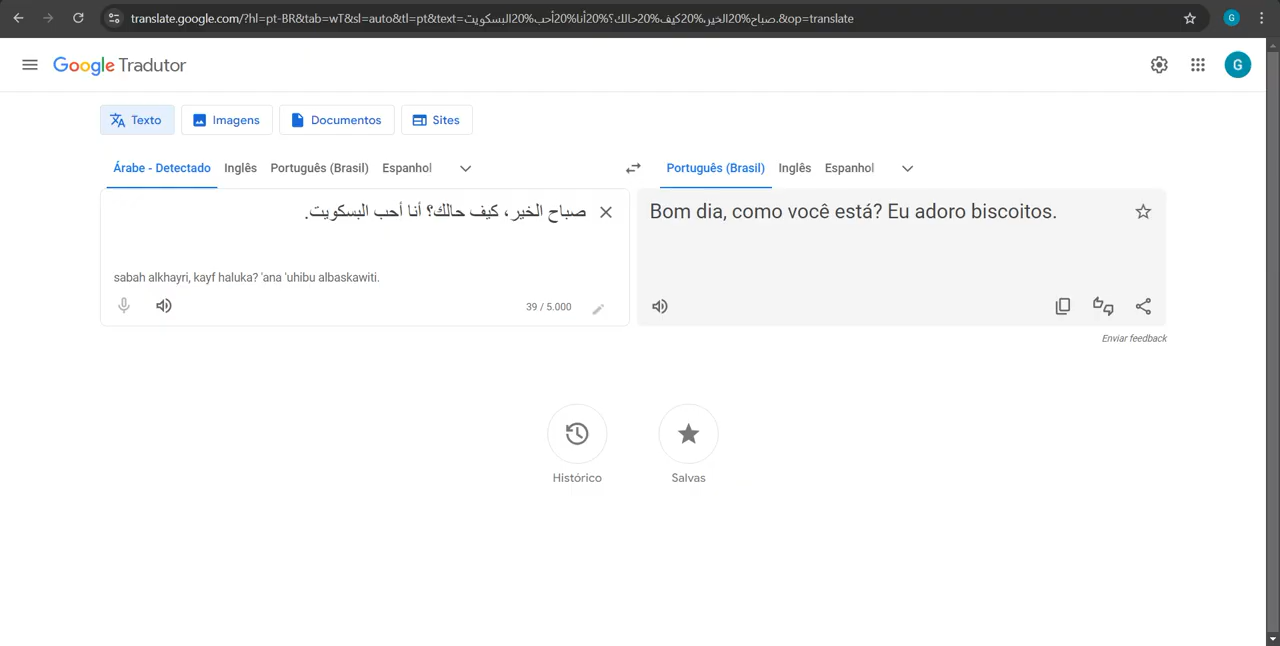 translate.google.com/?hl=pt-BR&tab=wT&sl=auto&tl=pt&text=صباح%20الخير،%20كيف%20حالك؟%20أنا%20أحب%20البسكويت.&op=translate
G
Google Tradutor
G
Texto
Imagens
Documentos
Sites
Árabe - Detectado
Inglês
Português (Brasil)
Espanhol
Português (Brasil)
Inglês
Espanhol
صباح الخير، كيف حالك؟ أنا أحب البسكويت.
sabah alkhayri, kayf haluka? 'ana 'uhibu albaskawiti.
39 / 5.000
Bom dia, como você está? Eu adoro biscoitos.
Enviar feedback
Histórico
Salvas